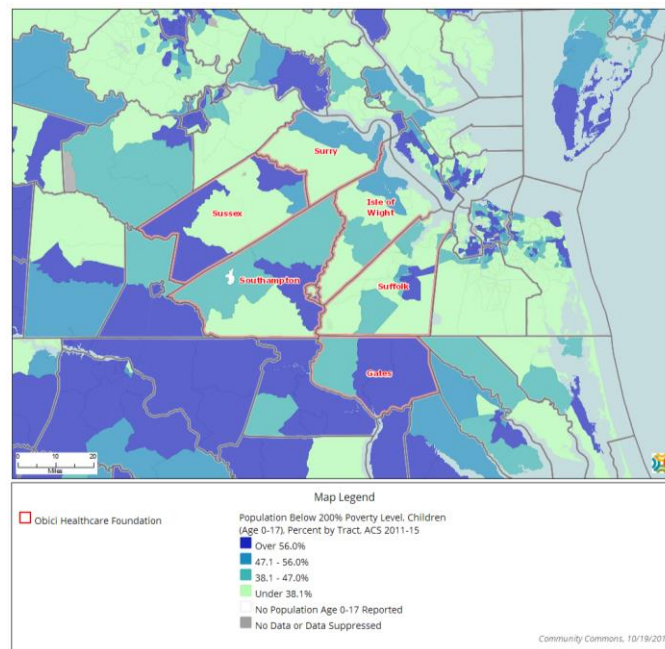 Surry
Isle of
Wight
Sussex
Southampton
Suffolk
Gates
0 10 20
Miles
Map Legend
Obici Healthcare Foundation
Population Below 200% Poverty Level, Children
(Age 0-17), Percent by Tract, ACS 2011-15
Over 56.0%
47.1 - 56.0%
38.1 - 47.0%
Under 38.1%
No Population Age 0-17 Reported
No Data or Data Suppressed
Community Commons, 10/19/201